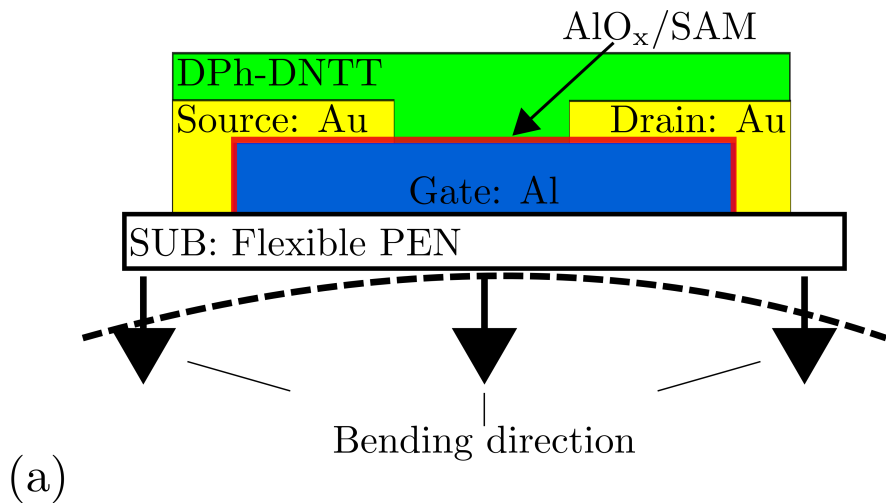 AlOₓ/SAM
DPh-DNTT
Source: Au
Drain: Au
Gate: Al
SUB: Flexible PEN
Bending direction
(a)